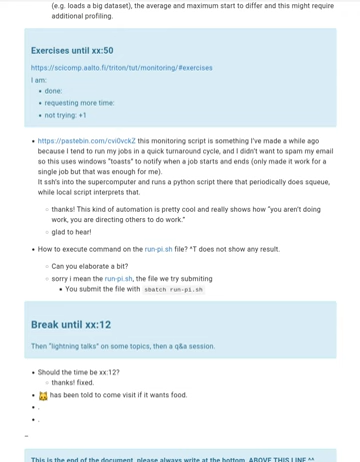 (e.g. loads a big dataset), the average and maximum start to differ and this might require
additional profiling.
Exercises until xx:50
https://scicomp.aalto.fi/triton/tut/monitoring/#exercises
I am:
• done:
• requesting more time:
• not trying: +1
• https://pastebin.com/cvi0vckZ this monitoring script is something I've made a while ago
because I tend to run my jobs in a quick turnaround cycle, and I didn't want to spam my email
so this uses windows "toasts" to notify when a job starts and ends (only made it work for a
single job but that was enough for me).
It ssh's into the supercomputer and runs a python script there that periodically does squeue,
while local script interprets that.
○ thanks! This kind of automation is pretty cool and really shows how "you aren't doing
work, you are directing others to do work."
○ glad to hear!
• How to execute command on the run-pi.sh file? ^T does not show any result.
○ Can you elaborate a bit?
○ sorry i mean the run-pi.sh, the file we try submiting
▪ You submit the file with sbatch run-pi.sh
Break until xx:12
Then "lightning talks" on some topics, then a q&a session.
• Should the time be xx:12?
○ thanks! fixed.
• 🐹 has been told to come visit if it wants food.
• .
• .
–
This is the end of the document, please always write at the bottom, ABOVE THIS LINE ^^